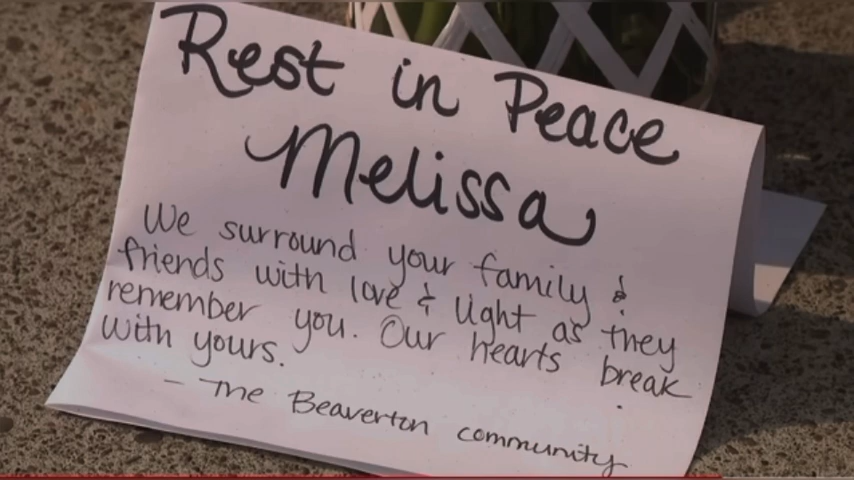 Rest in Peace
Melissa
We surround your family &
friends with love & light as they
remember you. Our hearts break
with yours.
- The Beaverton community